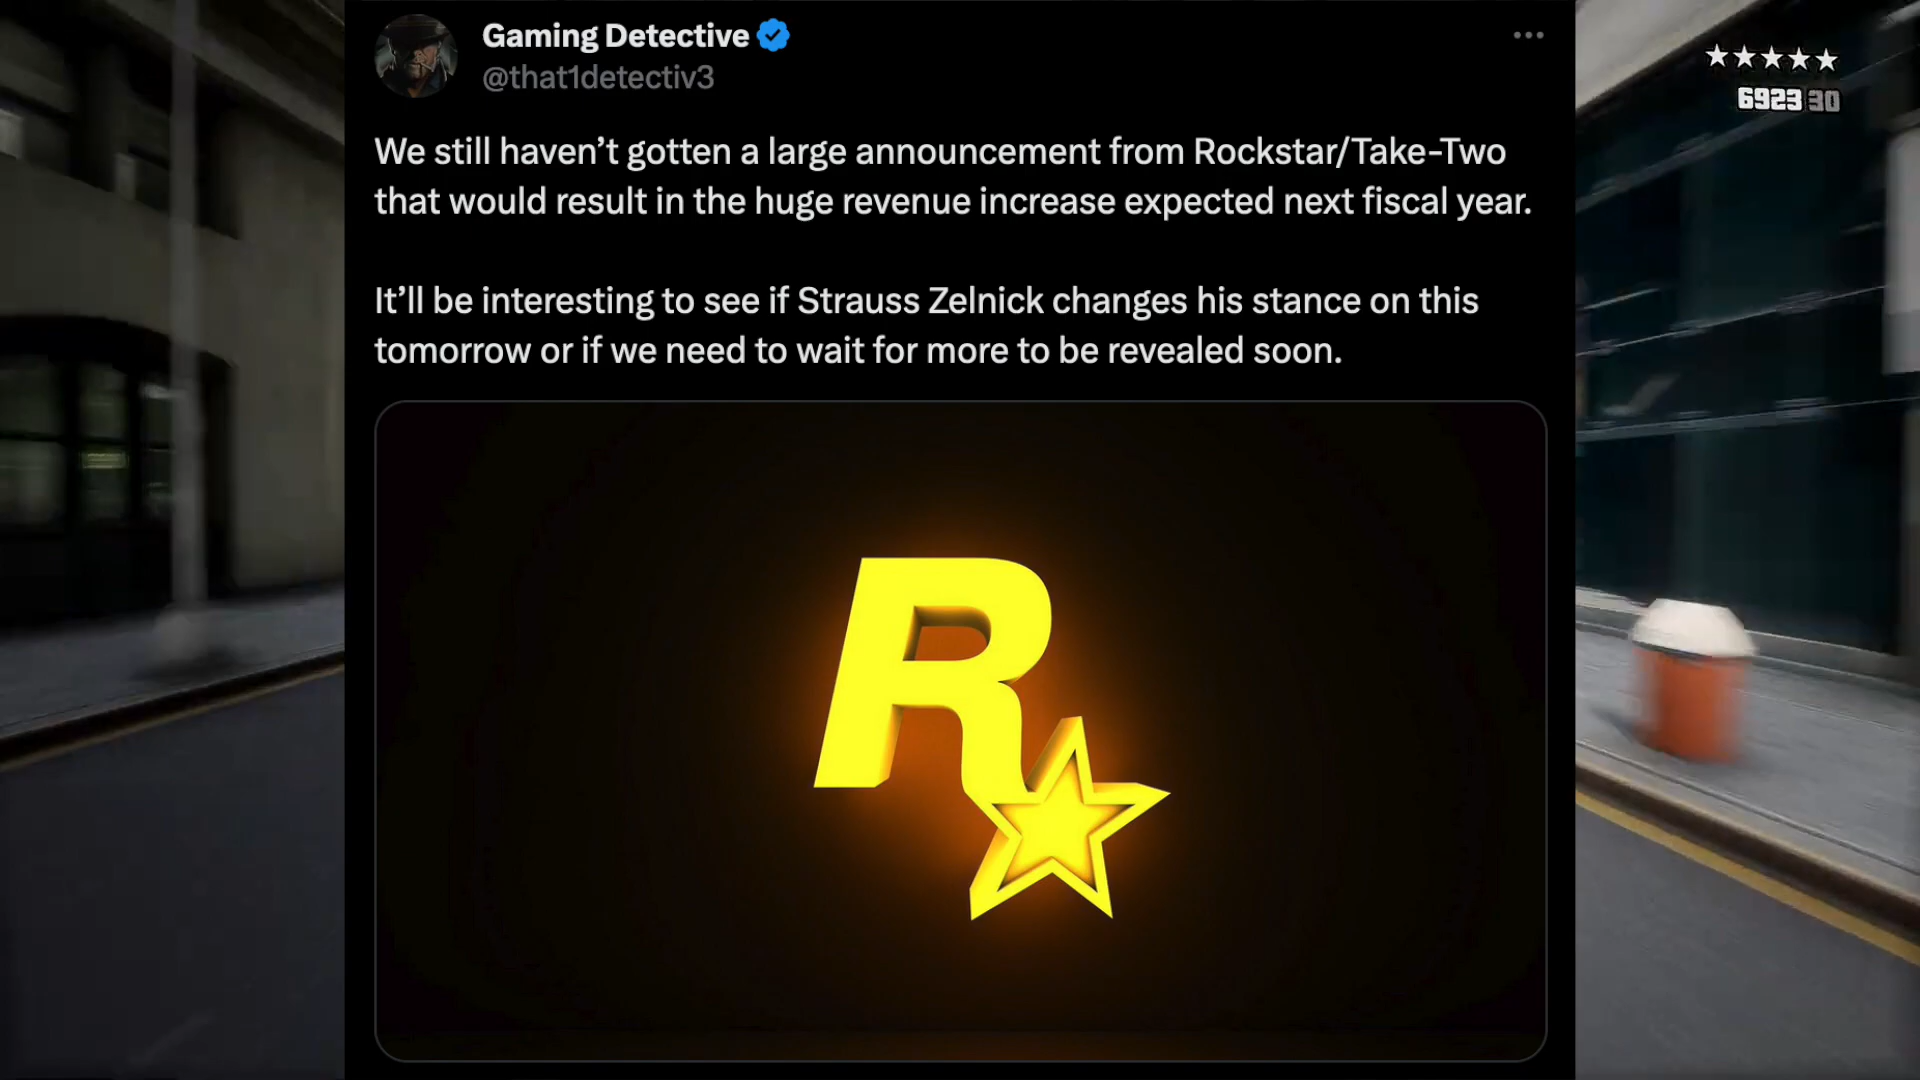 Gaming Detective
@that1detectiv3
6923 30
We still haven’t gotten a large announcement from Rockstar/Take-Two
that would result in the huge revenue increase expected next fiscal year.
It’ll be interesting to see if Strauss Zelnick changes his stance on this
tomorrow or if we need to wait for more to be revealed soon.
R